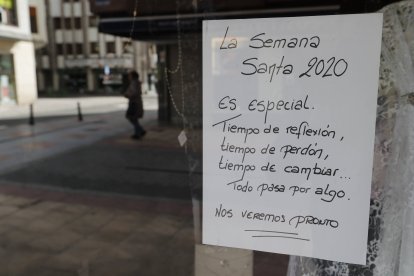 La Semana
Santa 2020
Es especial.
Tiempo de reflexión,
tiempo de perdón,
tiempo de cambiar...
Todo pasa por algo.
Nos veremos pronto